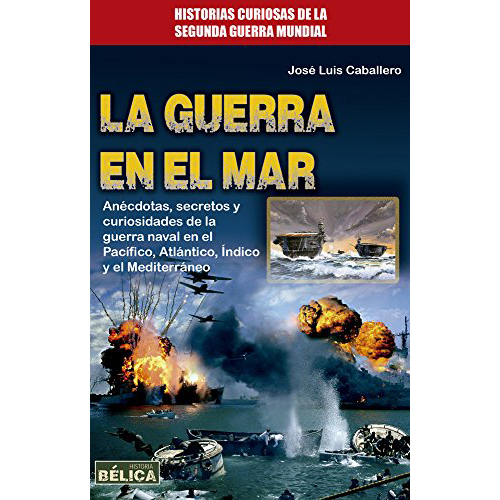 HISTORIAS CURIOSAS DE LA
SEGUNDA GUERRA MUNDIAL
José Luis Caballero
LA GUERRA
EN EL MAR
Anécdotas, secretos y
curiosidades de la
guerra naval en el
Pacífico, Atlántico, Índico
y el Mediterráneo
HISTORIA
BÉLICA